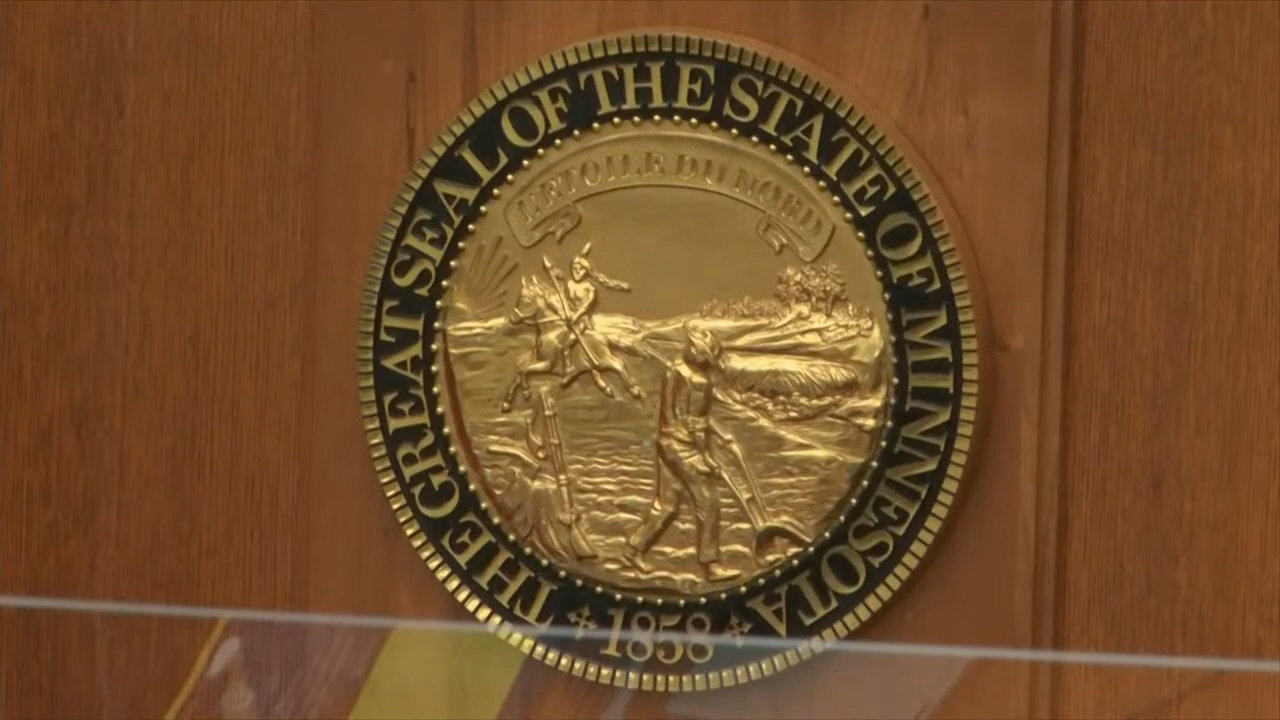 THE GREAT SEAL OF THE STATE OF MINNESOTA
L'ETOILE DU NORD
1858